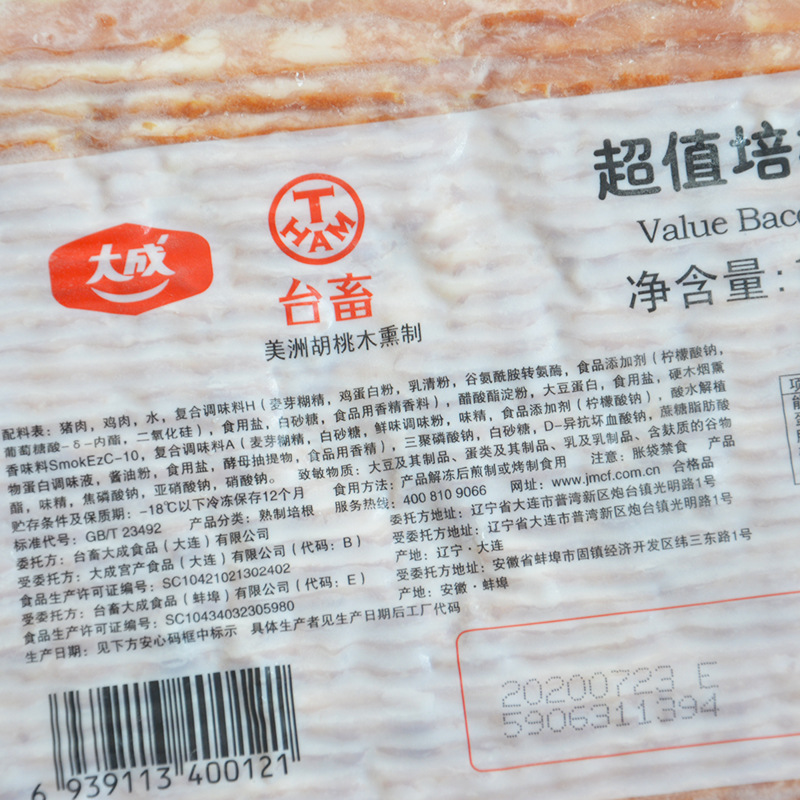 超值培
Value Bac
净含量:
大成
T
HAM
台畜
美洲胡桃木熏制
配料表：猪肉，鸡肉，水，复合调味料H（麦芽糊精，鸡蛋白粉，乳清粉，谷氨酰胺转氨酶，食品添加剂（柠檬酸钠，
葡萄糖酸-δ-内酯，二氧化硅），食用盐，白砂糖，食品用香精香料），醋酸酯淀粉，大豆蛋白，食用盐，硬木烟熏
香味料SmokEzC-10，复合调味料A（麦芽糊精，白砂糖，鲜味调味粉，味精，食品添加剂（柠檬酸钠），酸水解植
物蛋白调味液，酱油粉，食用盐，酵母抽提物，食品用香精），三聚磷酸钠，白砂糖，D-异抗坏血酸钠，蔗糖脂肪酸
酯，味精，焦磷酸钠，亚硝酸钠，硝酸钠。 致敏物质：大豆及其制品、蛋类及其制品、乳及乳制品、含麸质的谷物
贮存条件及保质期：-18℃以下冷冻保存12个月 食用方法：产品解冻后煎制或烤制食用 注意：胀袋禁食 产品
标准代号：GB/T 23492 产品分类：熟制培根 服务热线：400 810 9066 网址：www.jmcf.com.cn 合格品
委托方：台畜大成食品（大连）有限公司 委托方地址：辽宁省大连市普湾新区炮台镇光明路1号
受委托方：大成宫产食品（大连）有限公司（代码：B） 受委托方地址：辽宁省大连市普湾新区炮台镇光明路1号
食品生产许可证编号：SC10421021302402 产地：辽宁·大连
受委托方：台畜大成食品（蚌埠）有限公司（代码：E） 受委托方地址：安徽省蚌埠市固镇经济开发区纬三东路1号
食品生产许可证编号：SC10434032305980 产地：安徽·蚌埠
生产日期：见下方安心码框中标示 具体生产者见生产日期后工厂代码
20200723 E
5906311394
6 939113 400121